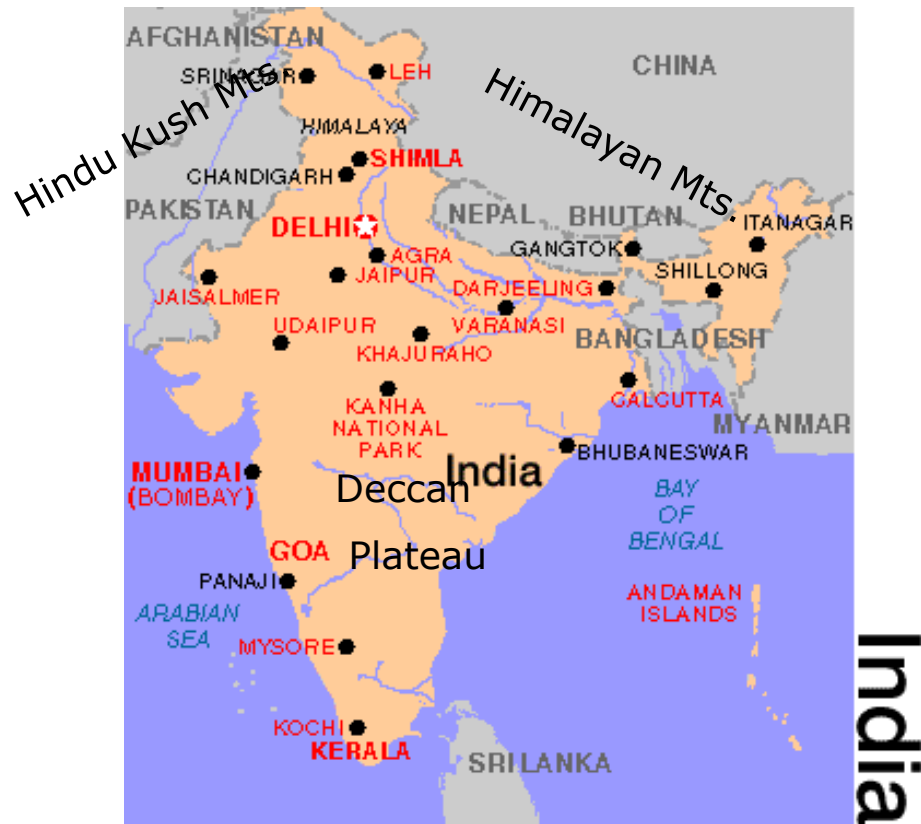 AFGHANISTAN
CHINA
SRINAGAR
LEH
Hindu Kush Mts.
Himalayan Mts.
HIMALAYA
SHIMLA
CHANDIGARH
PAKISTAN
NEPAL
BHUTAN
ITANAGAR
DELHI
GANGTOK
AGRA
JAIPUR
SHILLONG
JAISALMER
DARJEELING
UDAIPUR
VARANASI
BANGLADESH
KHAJURAHO
KANHA
NATIONAL
PARK
CALCUTTA
MYANMAR
BHUBANESWAR
MUMBAI
(BOMBAY)
India
Deccan
Plateau
BAY
OF
BENGAL
GOA
PANAJI
ANDAMAN
ISLANDS
ARABIAN
SEA
MYSORE
KOCHI
KERALA
SRI LANKA
India